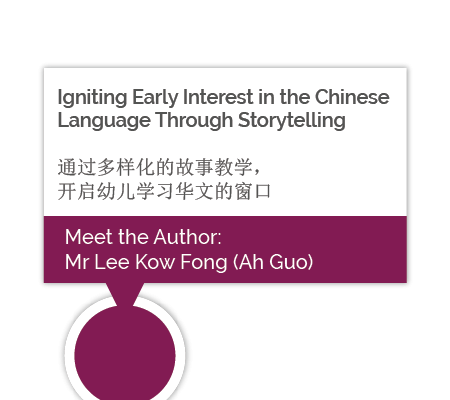 Igniting Early Interest in the Chinese
Language Through Storytelling
通过多样化的故事教学，
开启幼儿学习华文的窗口
Meet the Author:
Mr Lee Kow Fong (Ah Guo)